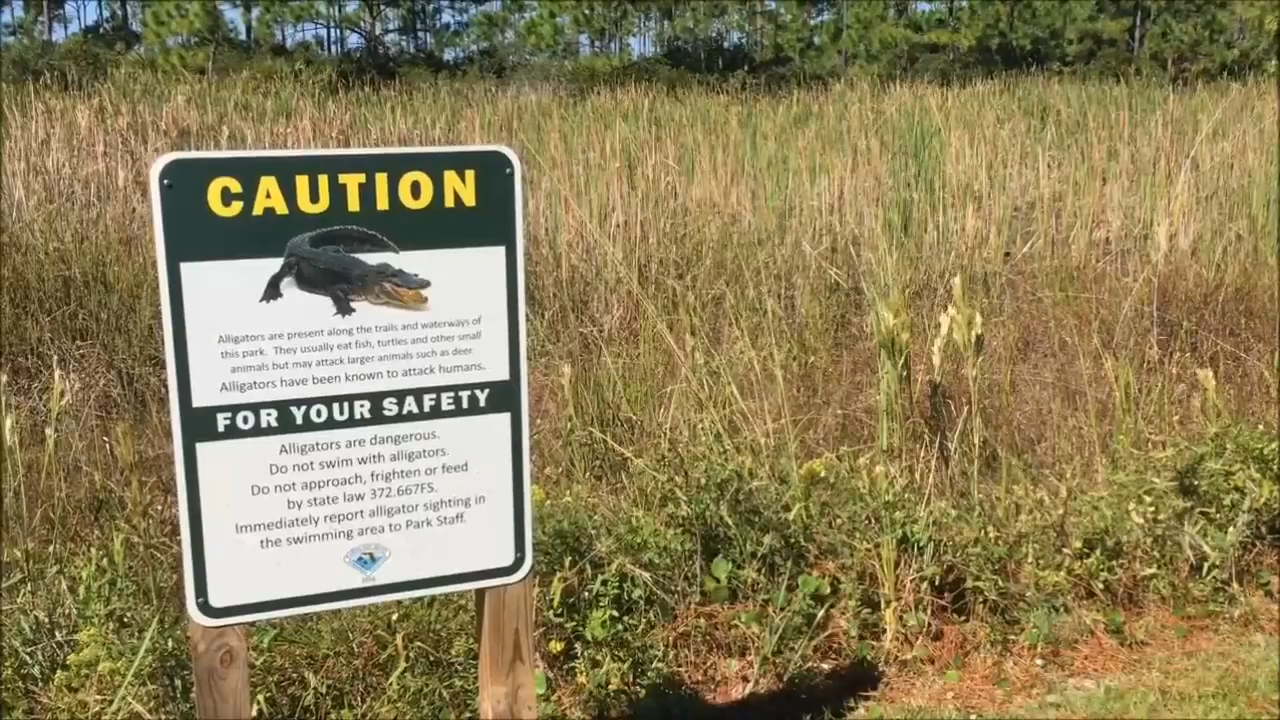 CAUTION
Alligators are present along the trails and waterways of
this park. They usually eat fish, turtles and other small
animals but may attack larger animals such as deer.
Alligators have been known to attack humans.
FOR YOUR SAFETY
Alligators are dangerous.
Do not swim with alligators.
Do not approach, frighten or feed
by state law 372.667FS.
Immediately report alligator sighting in
the swimming area to Park Staff.